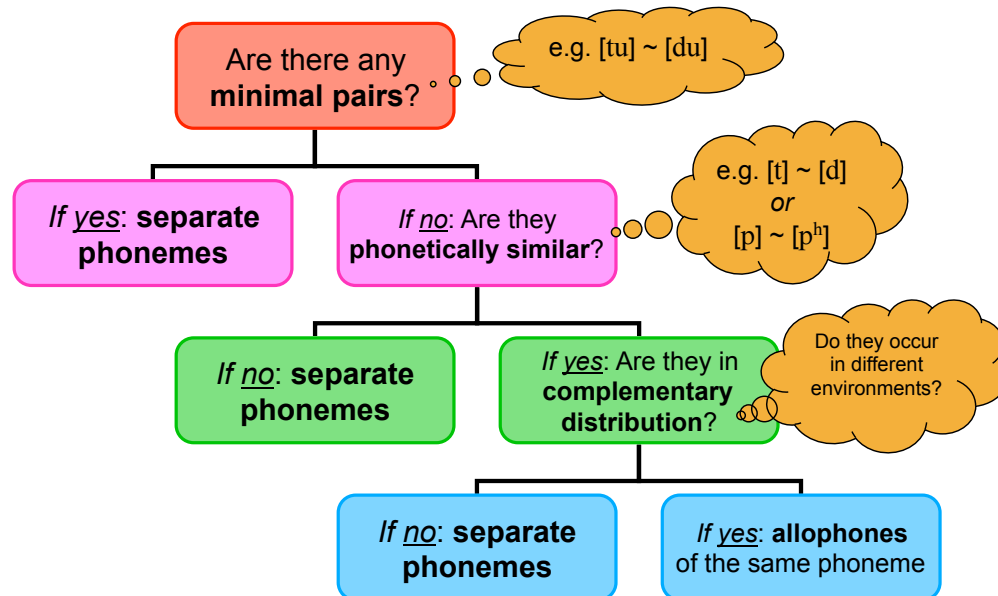 Are there any
minimal pairs?
e.g. [tu] ~ [du]
If yes: separate
phonemes
If no: Are they
phonetically similar?
e.g. [t] ~ [d]
or
[p] ~ [pʰ]
If no: separate
phonemes
If yes: Are they in
complementary
distribution?
Do they occur
in different
environments?
If no: separate
phonemes
If yes: allophones
of the same phoneme